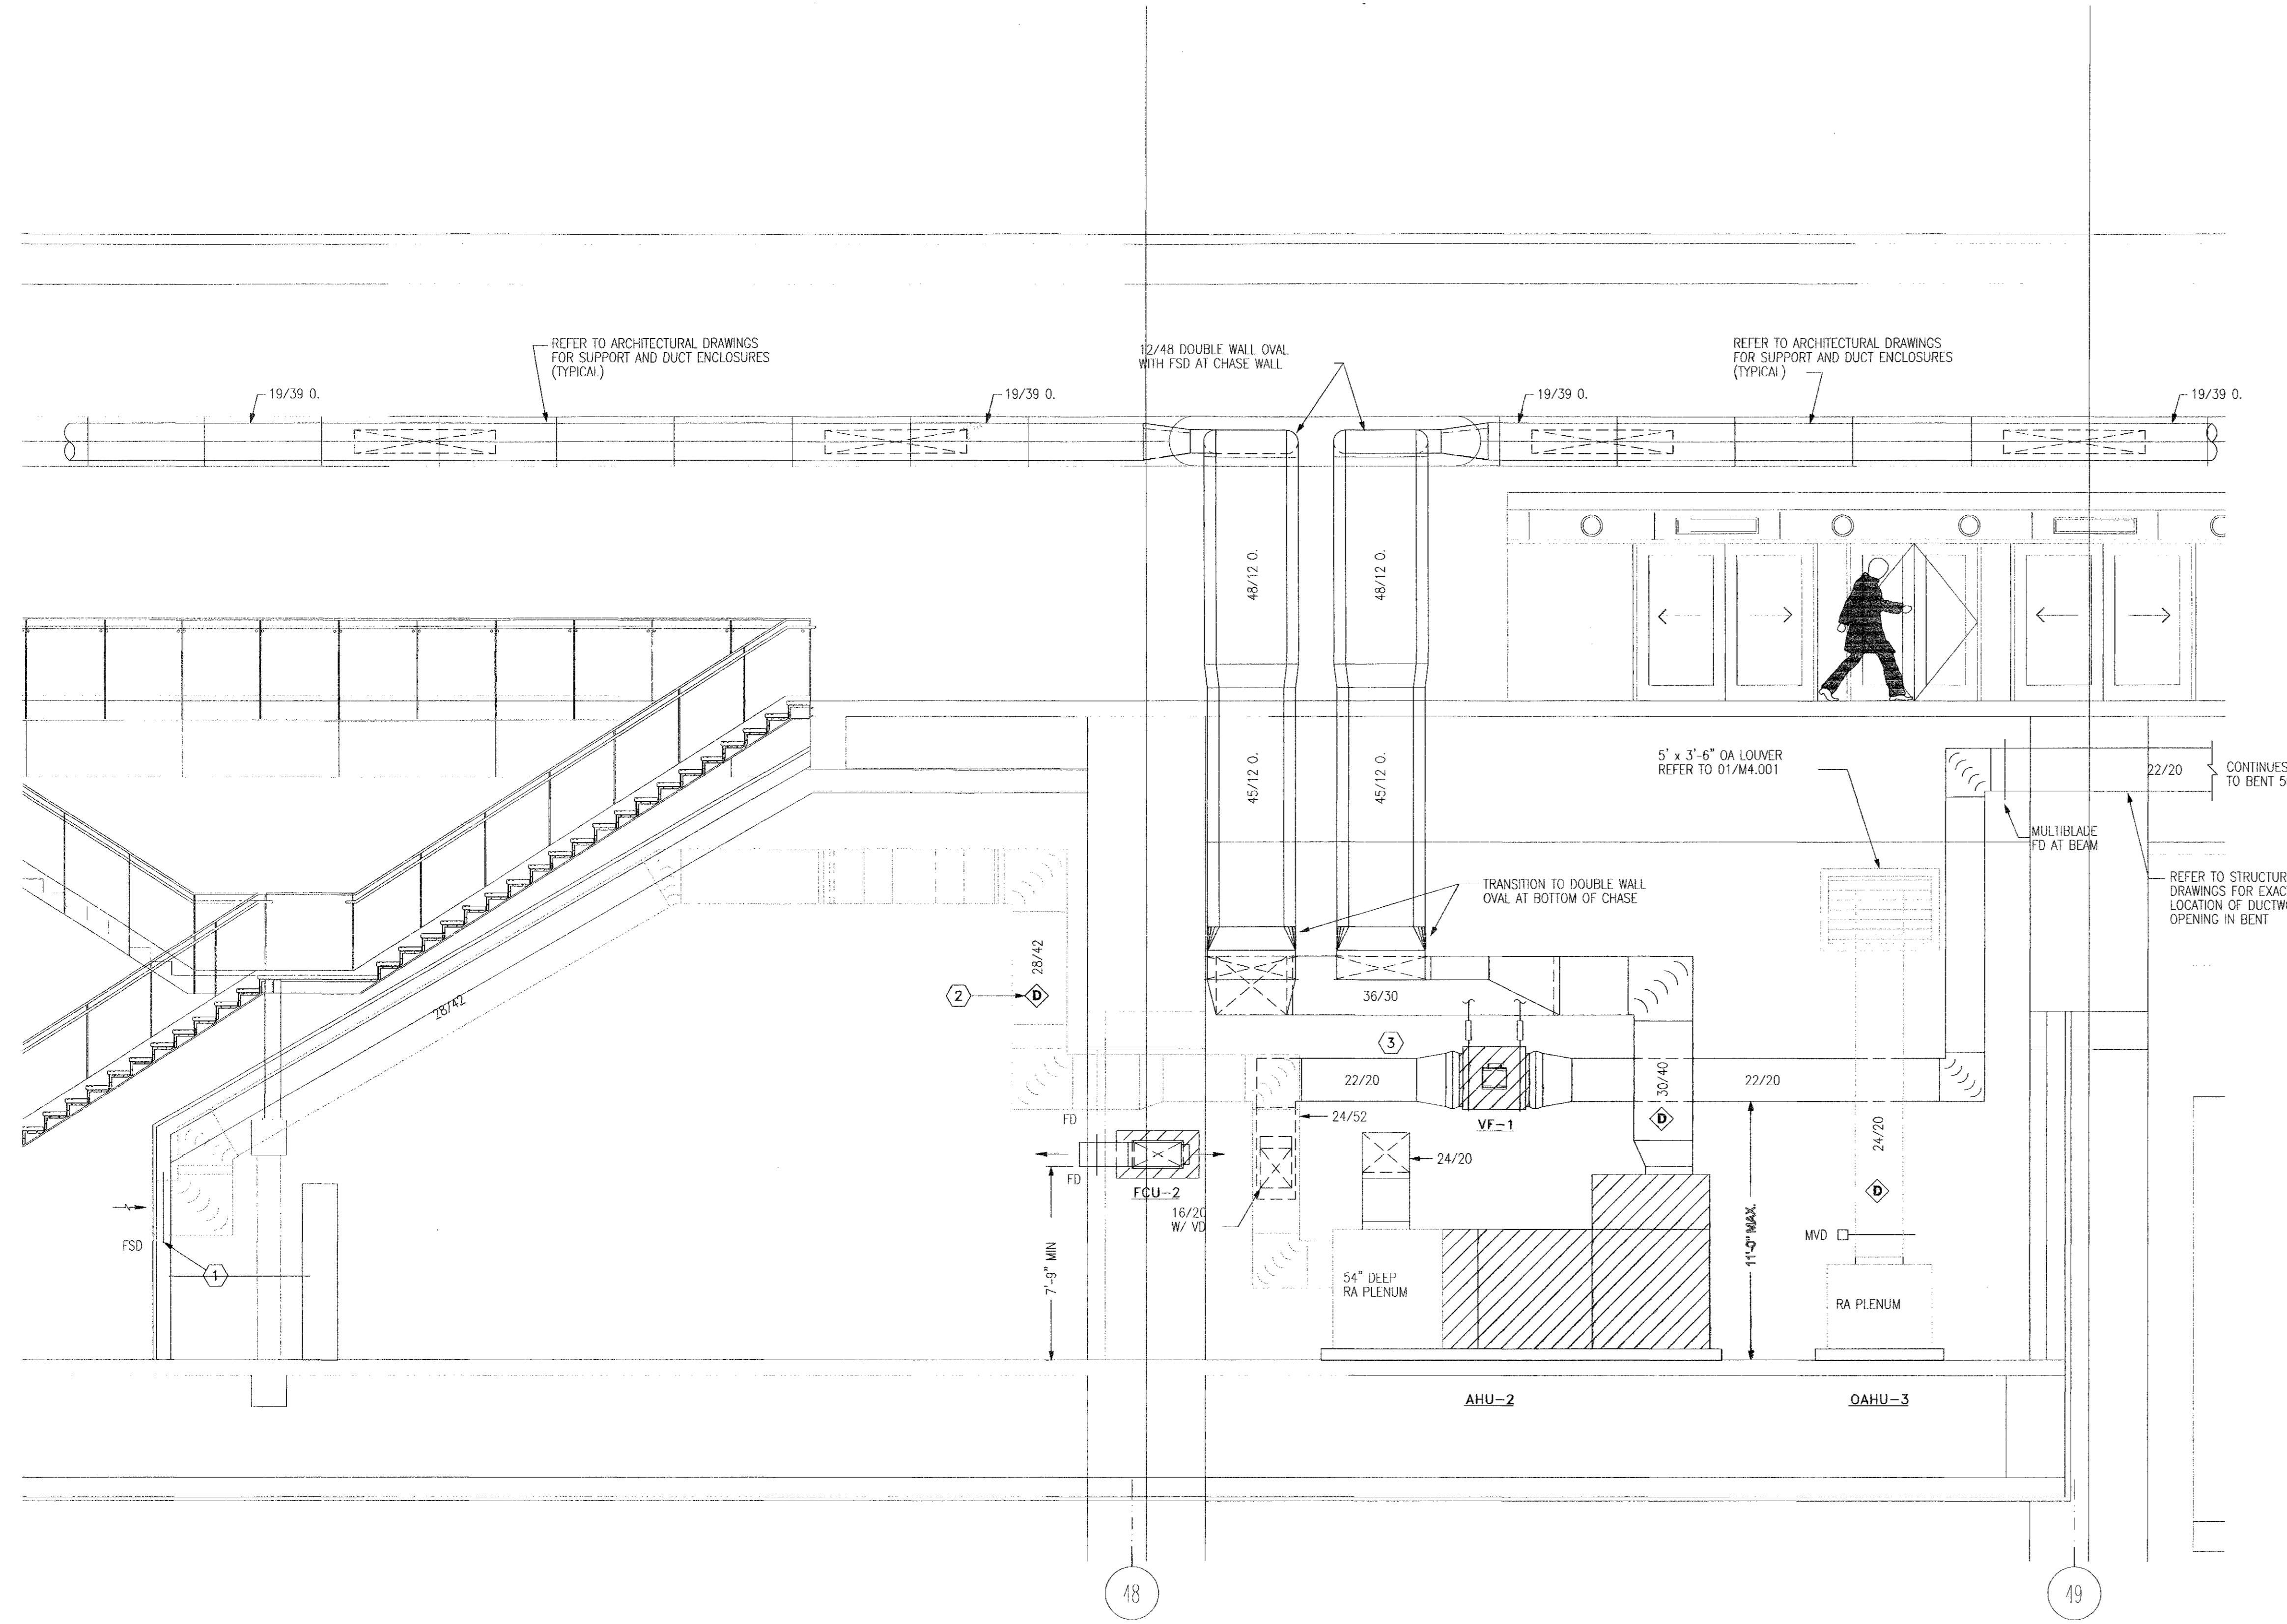 REFER TO ARCHITECTURAL DRAWINGS
FOR SUPPORT AND DUCT ENCLOSURES
(TYPICAL)
12/48 DOUBLE WALL OVAL
WITH FSD AT CHASE WALL
REFER TO ARCHITECTURAL DRAWINGS
FOR SUPPORT AND DUCT ENCLOSURES
(TYPICAL)
19/39 O.
19/39 O.
19/39 O.
19/39 O.
48/12 O.
48/12 O.
45/12 O.
45/12 O.
5' x 3'-6" OA LOUVER
REFER TO 01/M4.001
22/20
CONTINUES
TO BENT 5
MULTIBLADE
FD AT BEAM
REFER TO STRUCTUR
DRAWINGS FOR EXAC
LOCATION OF DUCTW
OPENING IN BENT
TRANSITION TO DOUBLE WALL
OVAL AT BOTTOM OF CHASE
28/42
28/42
2
D
36/30
3
22/20
30/40
22/20
D
VF-1
24/52
FD
24/20
24/20
FD
FCU-2
16/20
W/ VD
D
FSD
1
7'-9" MIN
11'-0" MAX.
MVD
54" DEEP
RA PLENUM
RA PLENUM
AHU-2
OAHU-3
48
49